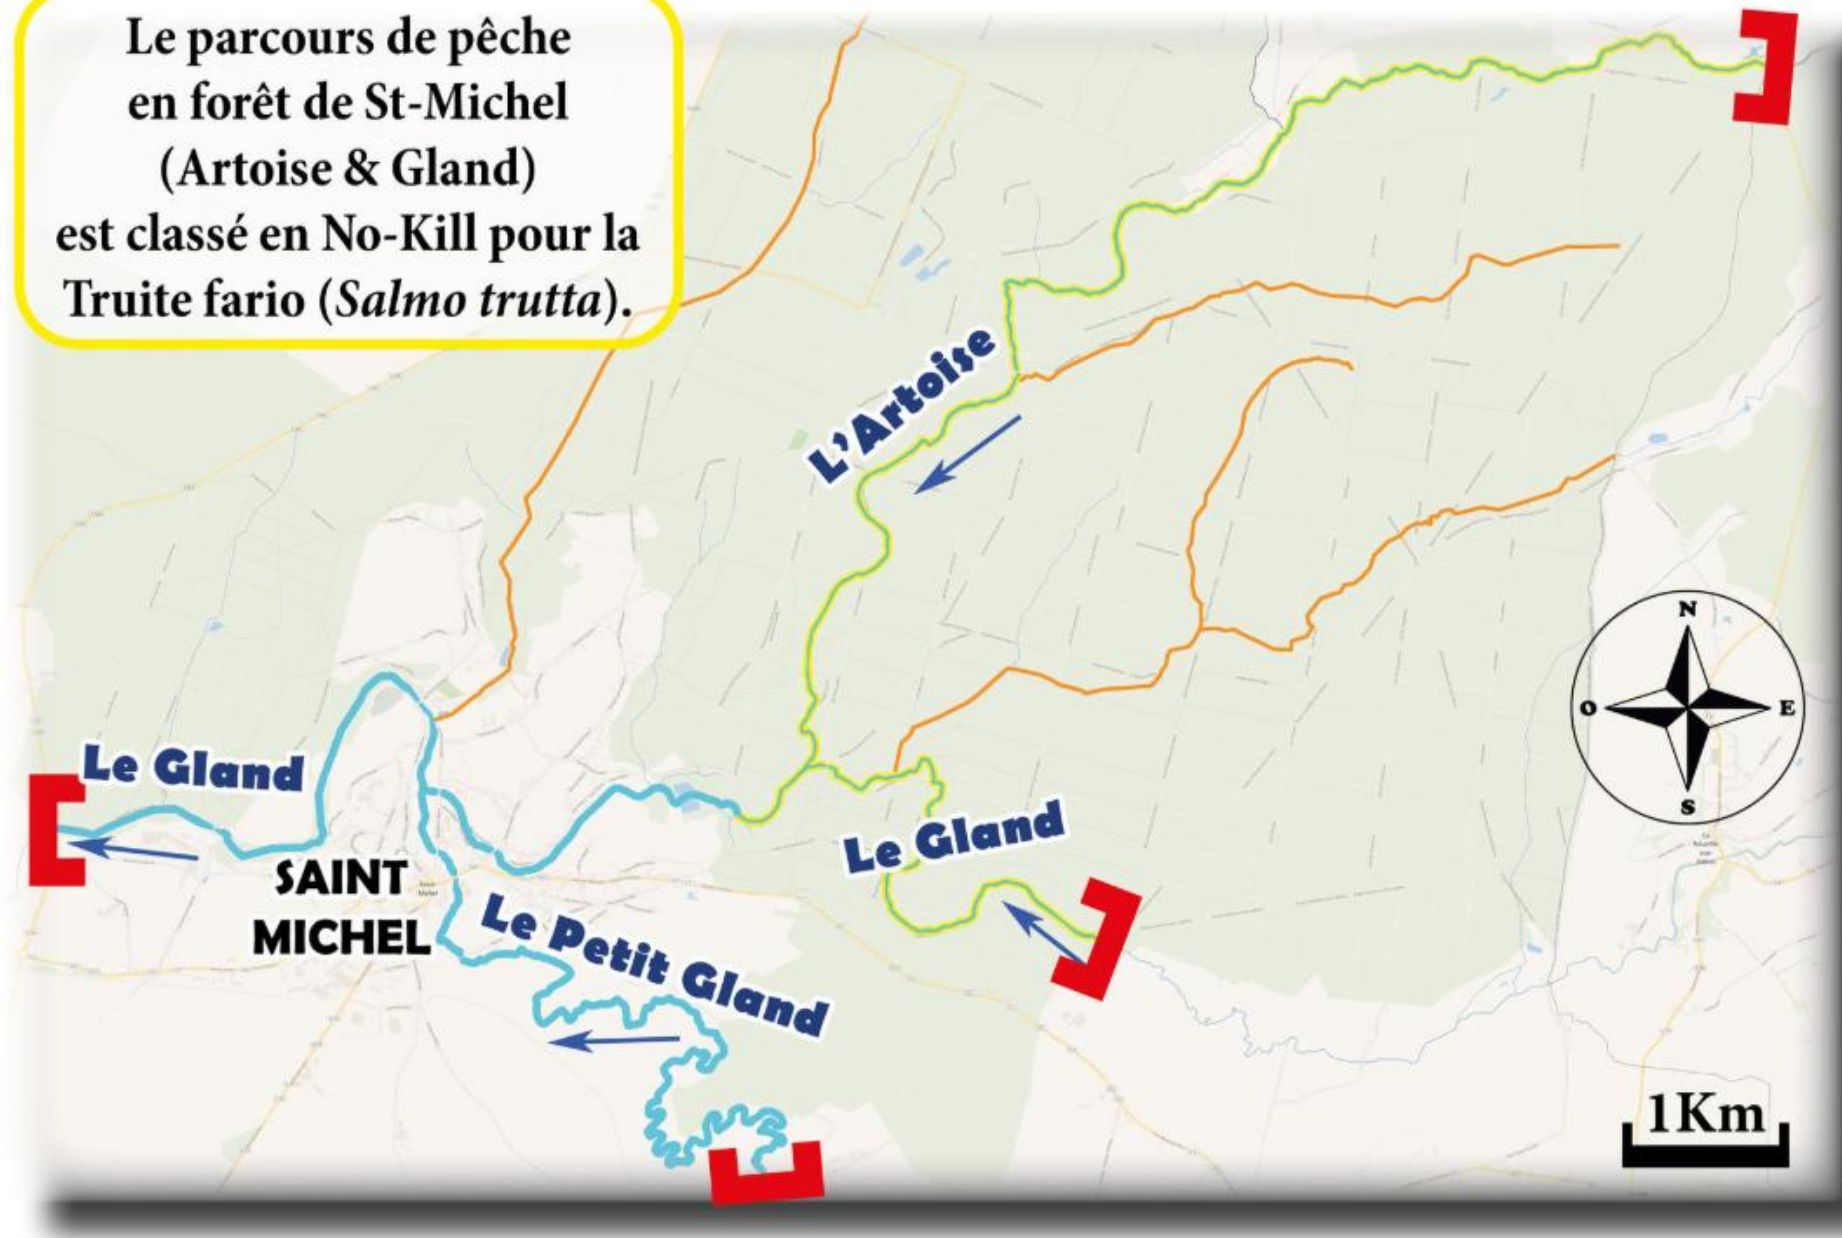 Le parcours de pêche
en forêt de St-Michel
(Artoise & Gland)
est classé en No-Kill pour la
Truite fario (Salmo trutta).
L'Artoise
N
O
E
S
Le Gland
Le Gland
SAINT
MICHEL
Le Petit Gland
1Km